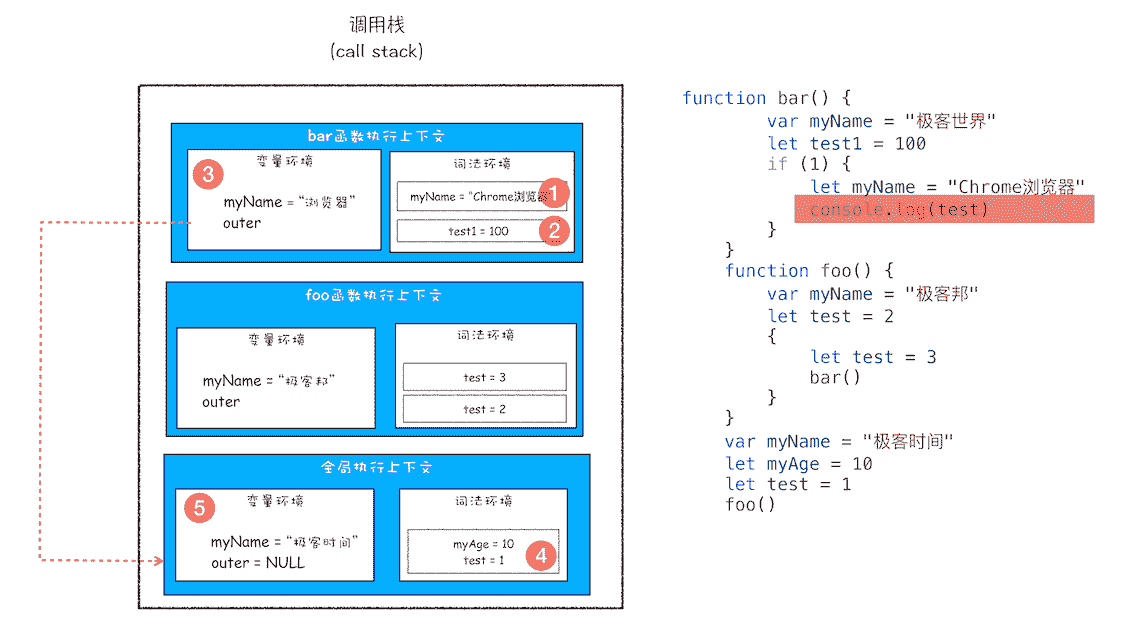 调用栈
(call stack)
bar函数执行上下文
3
变量环境
myName = “浏览器”
outer
词法环境
myName = “Chrome浏览器”
1
test1 = 100
2
foo函数执行上下文
变量环境
myName = “极客邦”
outer
词法环境
test = 3
test = 2
全局执行上下文
5
变量环境
myName = “极客时间”
outer = NULL
词法环境
myAge = 10
test = 1
4
function bar() {
var myName = "极客世界"
let test1 = 100
if (1) {
let myName = "Chrome浏览器"
console.log(test)
}
}
function foo() {
var myName = "极客邦"
let test = 2
{
let test = 3
bar()
}
}
var myName = "极客时间"
let myAge = 10
let test = 1
foo()